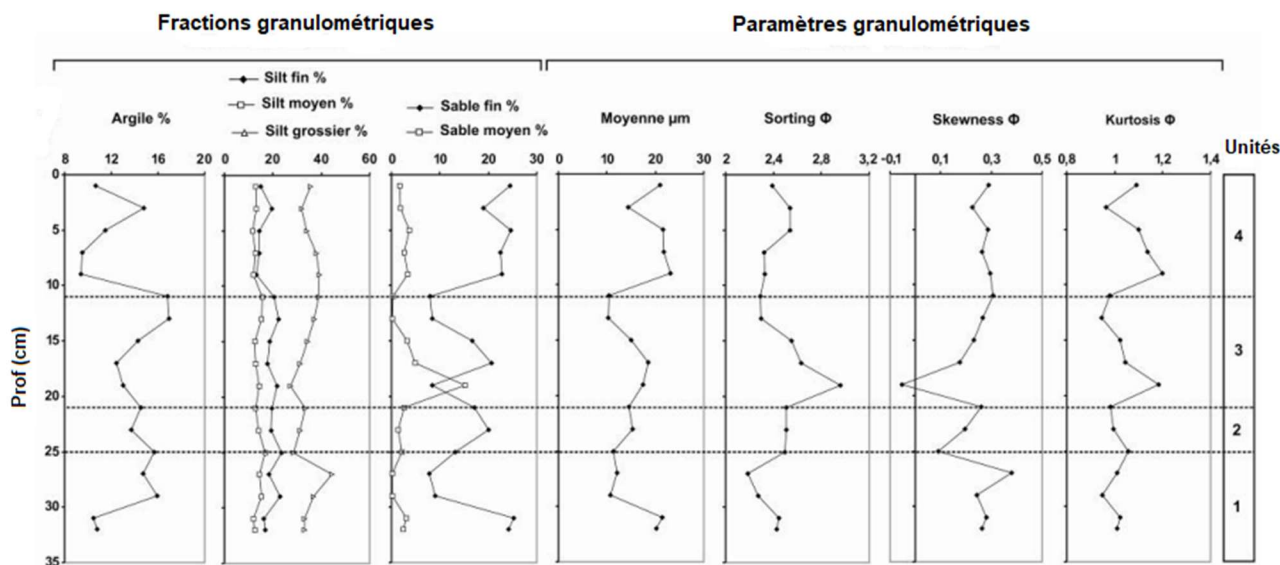 Fractions granulométriques Paramètres granulométriques
Silt fin %
Silt moyen % Sable fin %
Argile % Silt grossier % Sable moyen % Moyenne µm Sorting Φ Skewness Φ Kurtosis Φ
Unités
8 12 16 20 0 20 40 60 0 10 20 30 0 10 20 30 2 2,4 2,8 3,2 -0,1 0,1 0,3 0,5 0,8 1 1,2 1,4
0
5
4
10
15
3
Prof (cm)
20
2
25
1
30
35